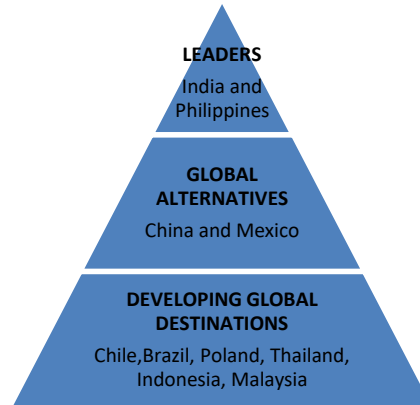 LEADERS
India and
Philippines
GLOBAL
ALTERNATIVES
China and Mexico
DEVELOPING GLOBAL
DESTINATIONS
Chile,Brazil, Poland, Thailand,
Indonesia, Malaysia